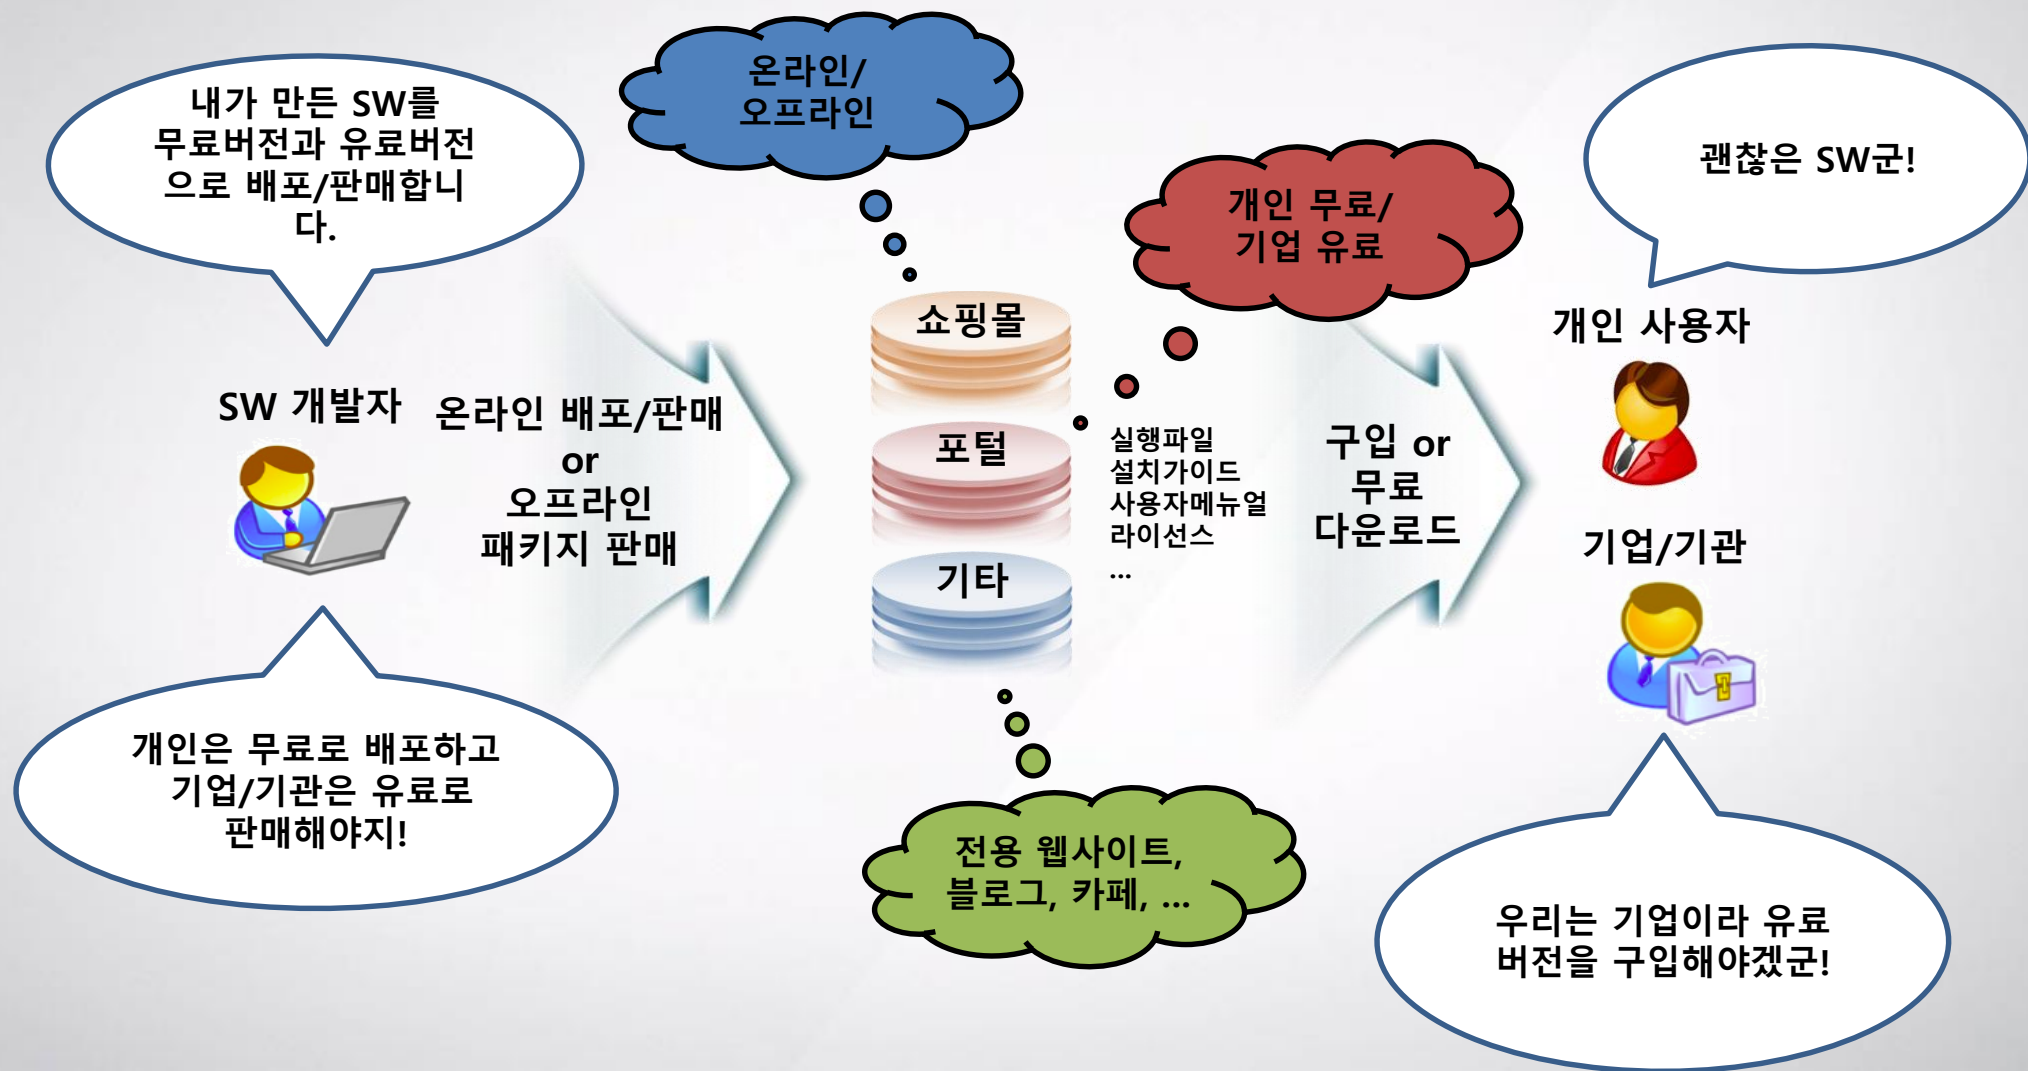 내가 만든 SW를
무료버전과 유료버전
으로 배포/판매합니
다.
온라인/
오프라인
개인 무료/
기업 유료
괜찮은 SW군!
SW 개발자
온라인 배포/판매
or
오프라인
패키지 판매
쇼핑몰
포털
기타
실행파일
설치가이드
사용자메뉴얼
라이선스
...
구입 or
무료
다운로드
개인 사용자
기업/기관
개인은 무료로 배포하고
기업/기관은 유료로
판매해야지!
전용 웹사이트,
블로그, 카페, ...
우리는 기업이라 유료
버전을 구입해야겠군!